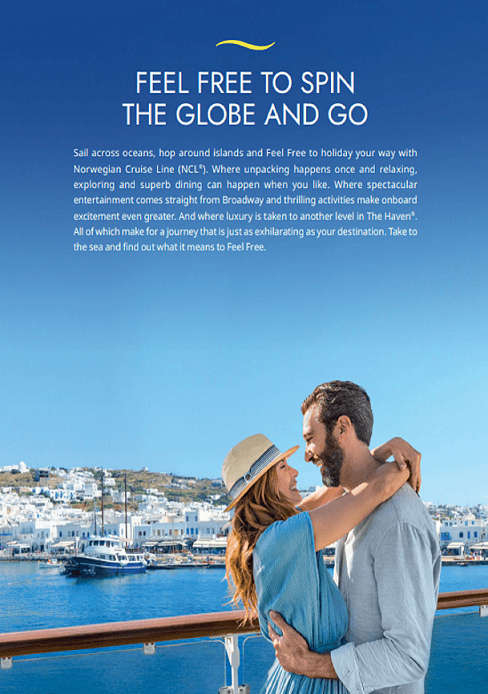 FEEL FREE TO SPIN
THE GLOBE AND GO
Sail across oceans, hop around islands and Feel Free to holiday your way with
Norwegian Cruise Line (NCL®). Where unpacking happens once and relaxing,
exploring and superb dining can happen when you like. Where spectacular
entertainment comes straight from Broadway and thrilling activities make onboard
excitement even greater. And where luxury is taken to another level in The Haven®.
All of which make for a journey that is just as exhilarating as your destination. Take to
the sea and find out what it means to Feel Free.